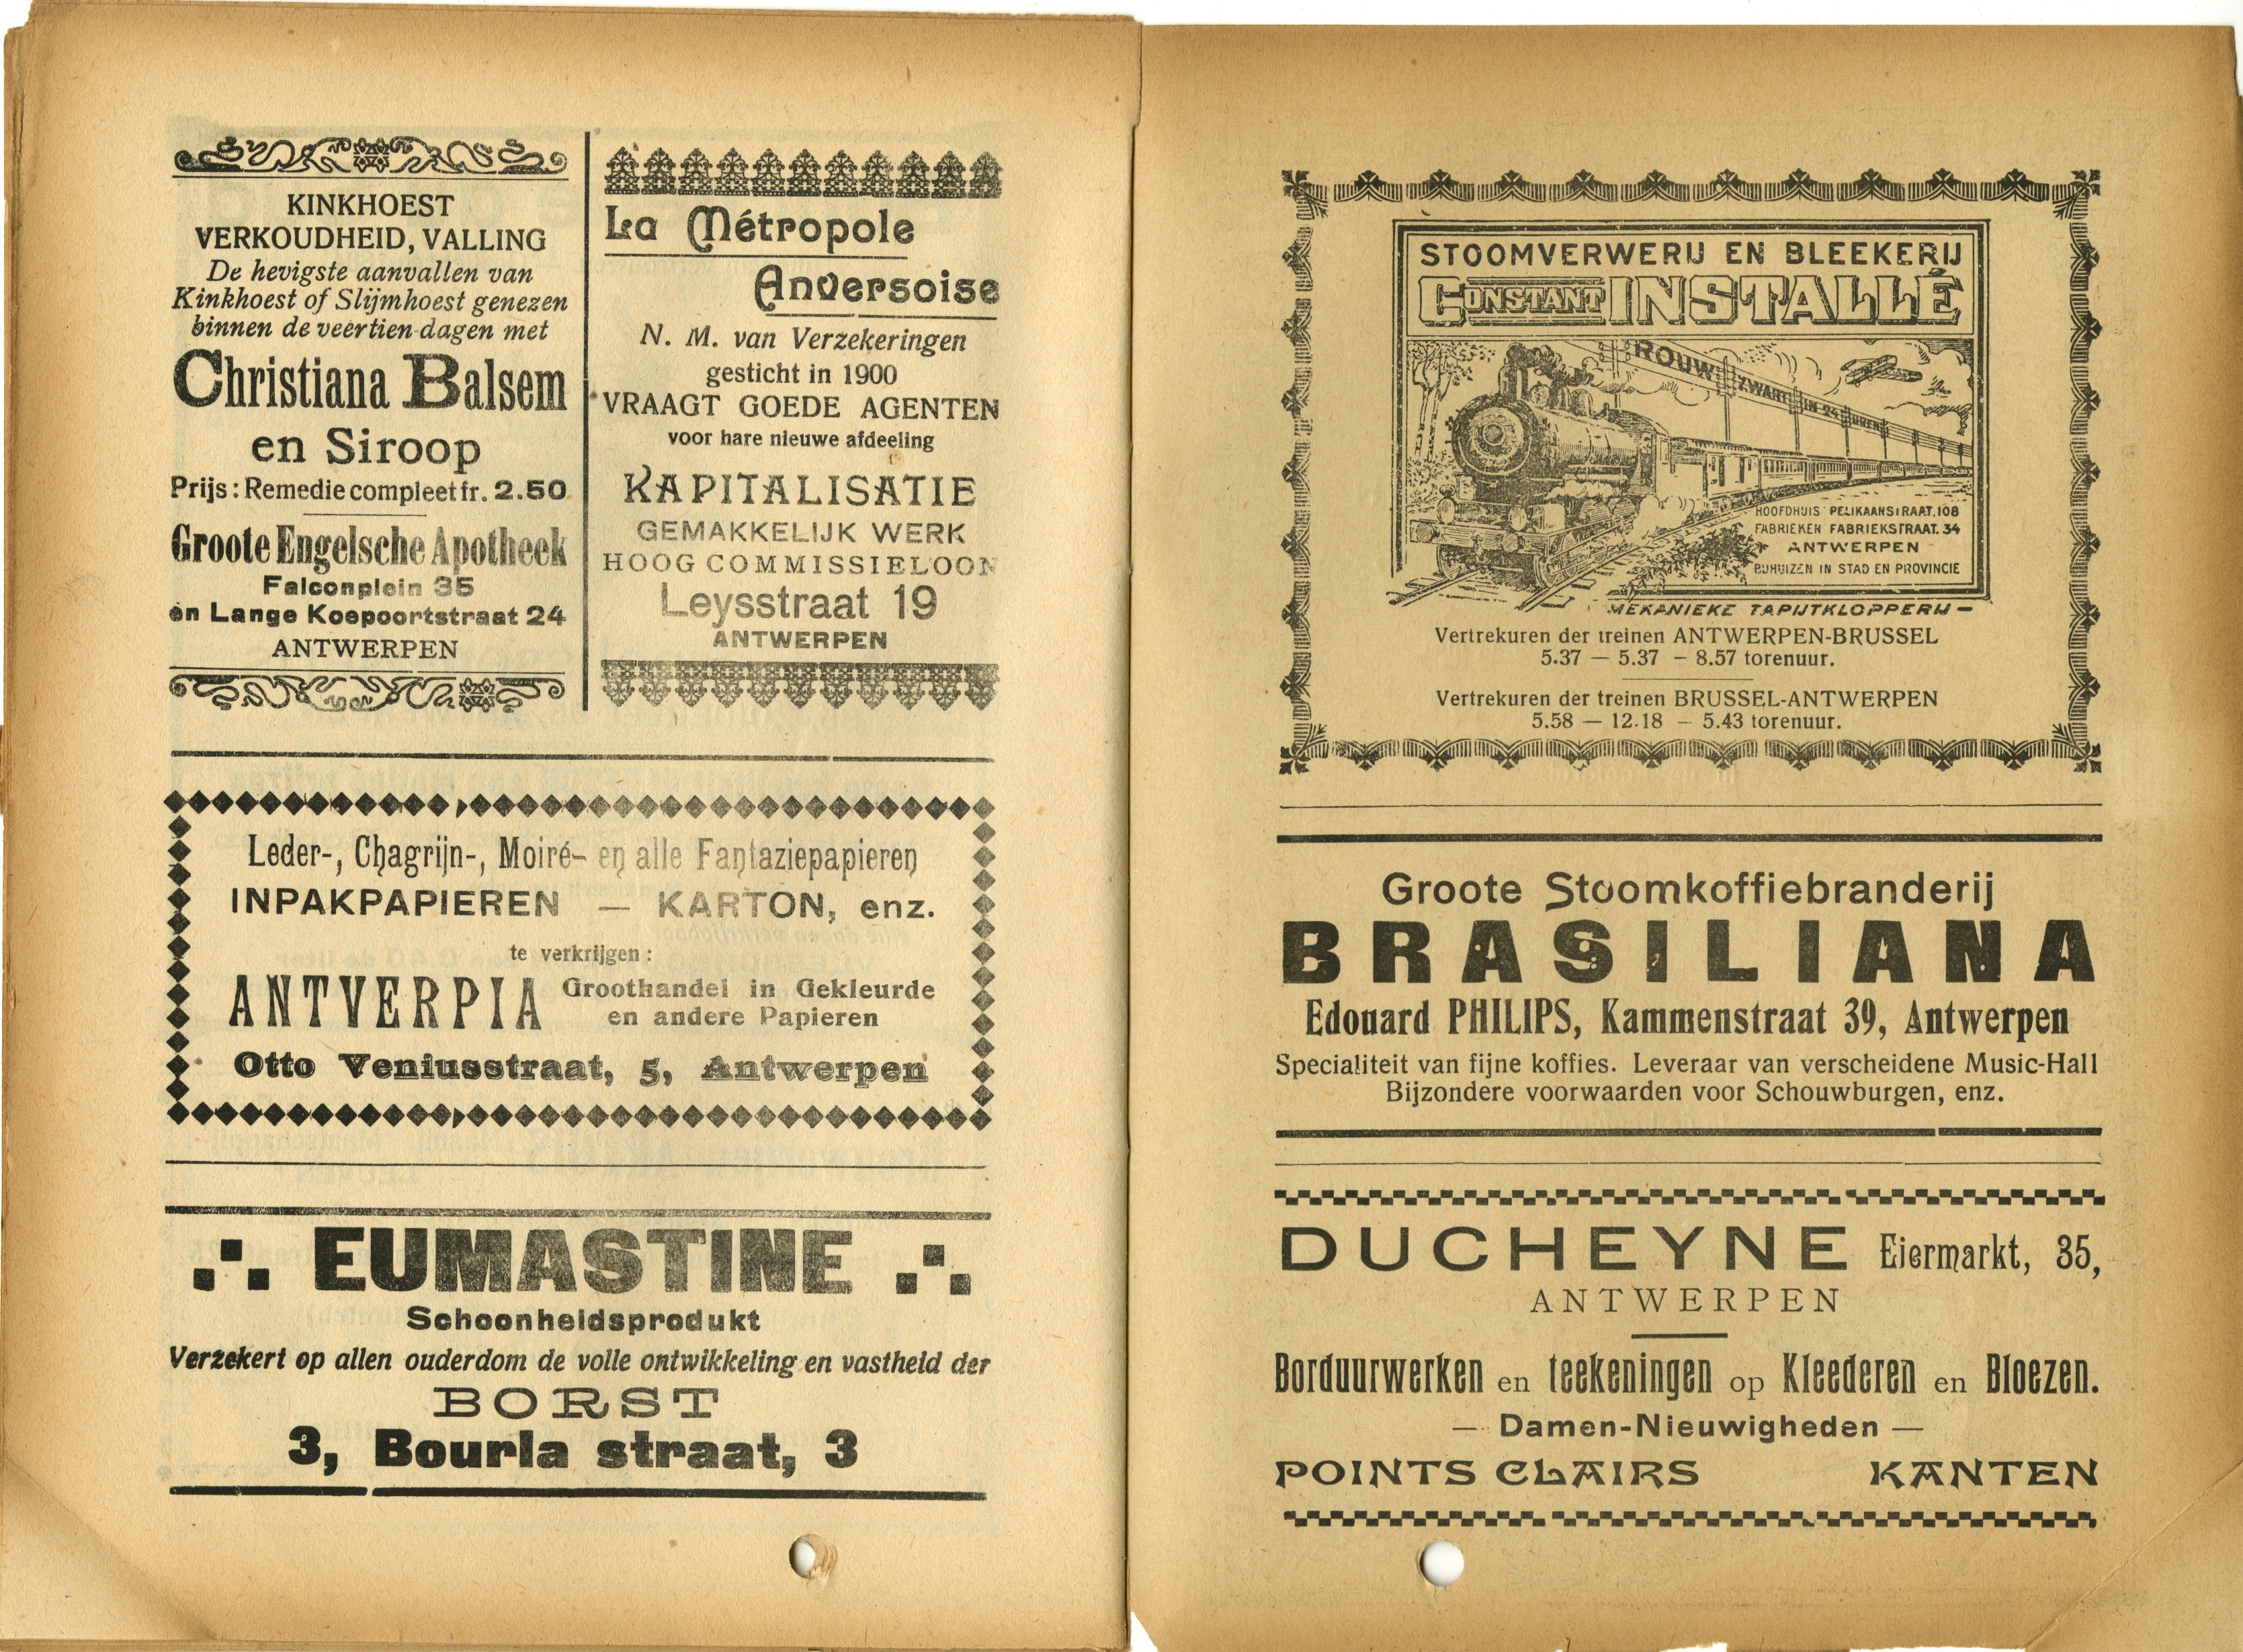 KINKHOEST
VERKOUDHEID, VALLING
De hevigste aanvallen van
Kinkhoest of Slijmhoest genezen
binnen de veertien dagen met
Christiana Balsem
en Siroop
Prijs: Remedie compleet fr. 2.50
Groote Engelsche Apotheek
Falconplein 35
en Lange Koepoortstraat 24
ANTWERPEN
La Métropole
Anversoise
N. M. van Verzekeringen
gesticht in 1900
VRAAGT GOEDE AGENTEN
voor hare nieuwe afdeeling
KAPITALISATIE
GEMAKKELIJK WERK
HOOG COMMISSIELOON
Leysstraat 19
ANTWERPEN
Leder-, Chagrijn-, Moiré- en alle Fantaziepapieren
INPAKPAPIEREN — KARTON, enz.
te verkrijgen:
ANTVERPIA Groothandel in Gekleurde
en andere Papieren
Otto Veniusstraat, 5, Antwerpen
EUMASTINE
Schoonheidsprodukt
Verzekert op allen ouderdom de volle ontwikkeling en vastheid der
BORST
3, Bourla straat, 3
STOOMVERWERIJ EN BLEEKERIJ
CONSTANT INSTALLÉ
ROUWZWART IN 24 UREN
HOOFDHUIS PELIKAANSTRAAT. 108
FABRIEKEN FABRIEKSTRAAT. 34
ANTWERPEN
BIJHUIZEN IN STAD EN PROVINCIE
MEKANIEKE TAPIJTKLOPPERIJ —
Vertrekuren der treinen ANTWERPEN-BRUSSEL
5.37 — 5.37 — 8.57 torenuur.
Vertrekuren der treinen BRUSSEL-ANTWERPEN
5.58 — 12.18 — 5.43 torenuur.
Groote Stoomkoffiebranderij
BRASILIANA
Edouard PHILIPS, Kammenstraat 39, Antwerpen
Specialiteit van fijne koffies. Leveraar van verscheidene Music-Hall
Bijzondere voorwaarden voor Schouwburgen, enz.
DUCHEYNE Eiermarkt, 35,
ANTWERPEN
Borduurwerken en teekeningen op Kleederen en Bloezen.
— Damen-Nieuwigheden —
POINTS CLAIRS KANTEN